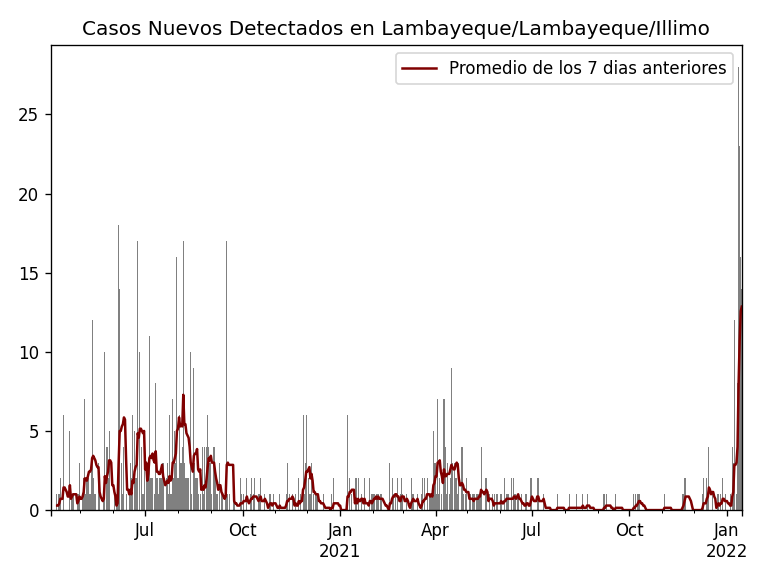 Casos Nuevos Detectados en Lambayeque/Lambayeque/Illimo
Promedio de los 7 dias anteriores
25
20
15
10
5
0
Jul Oct Jan Apr Jul Oct Jan
2021 2022